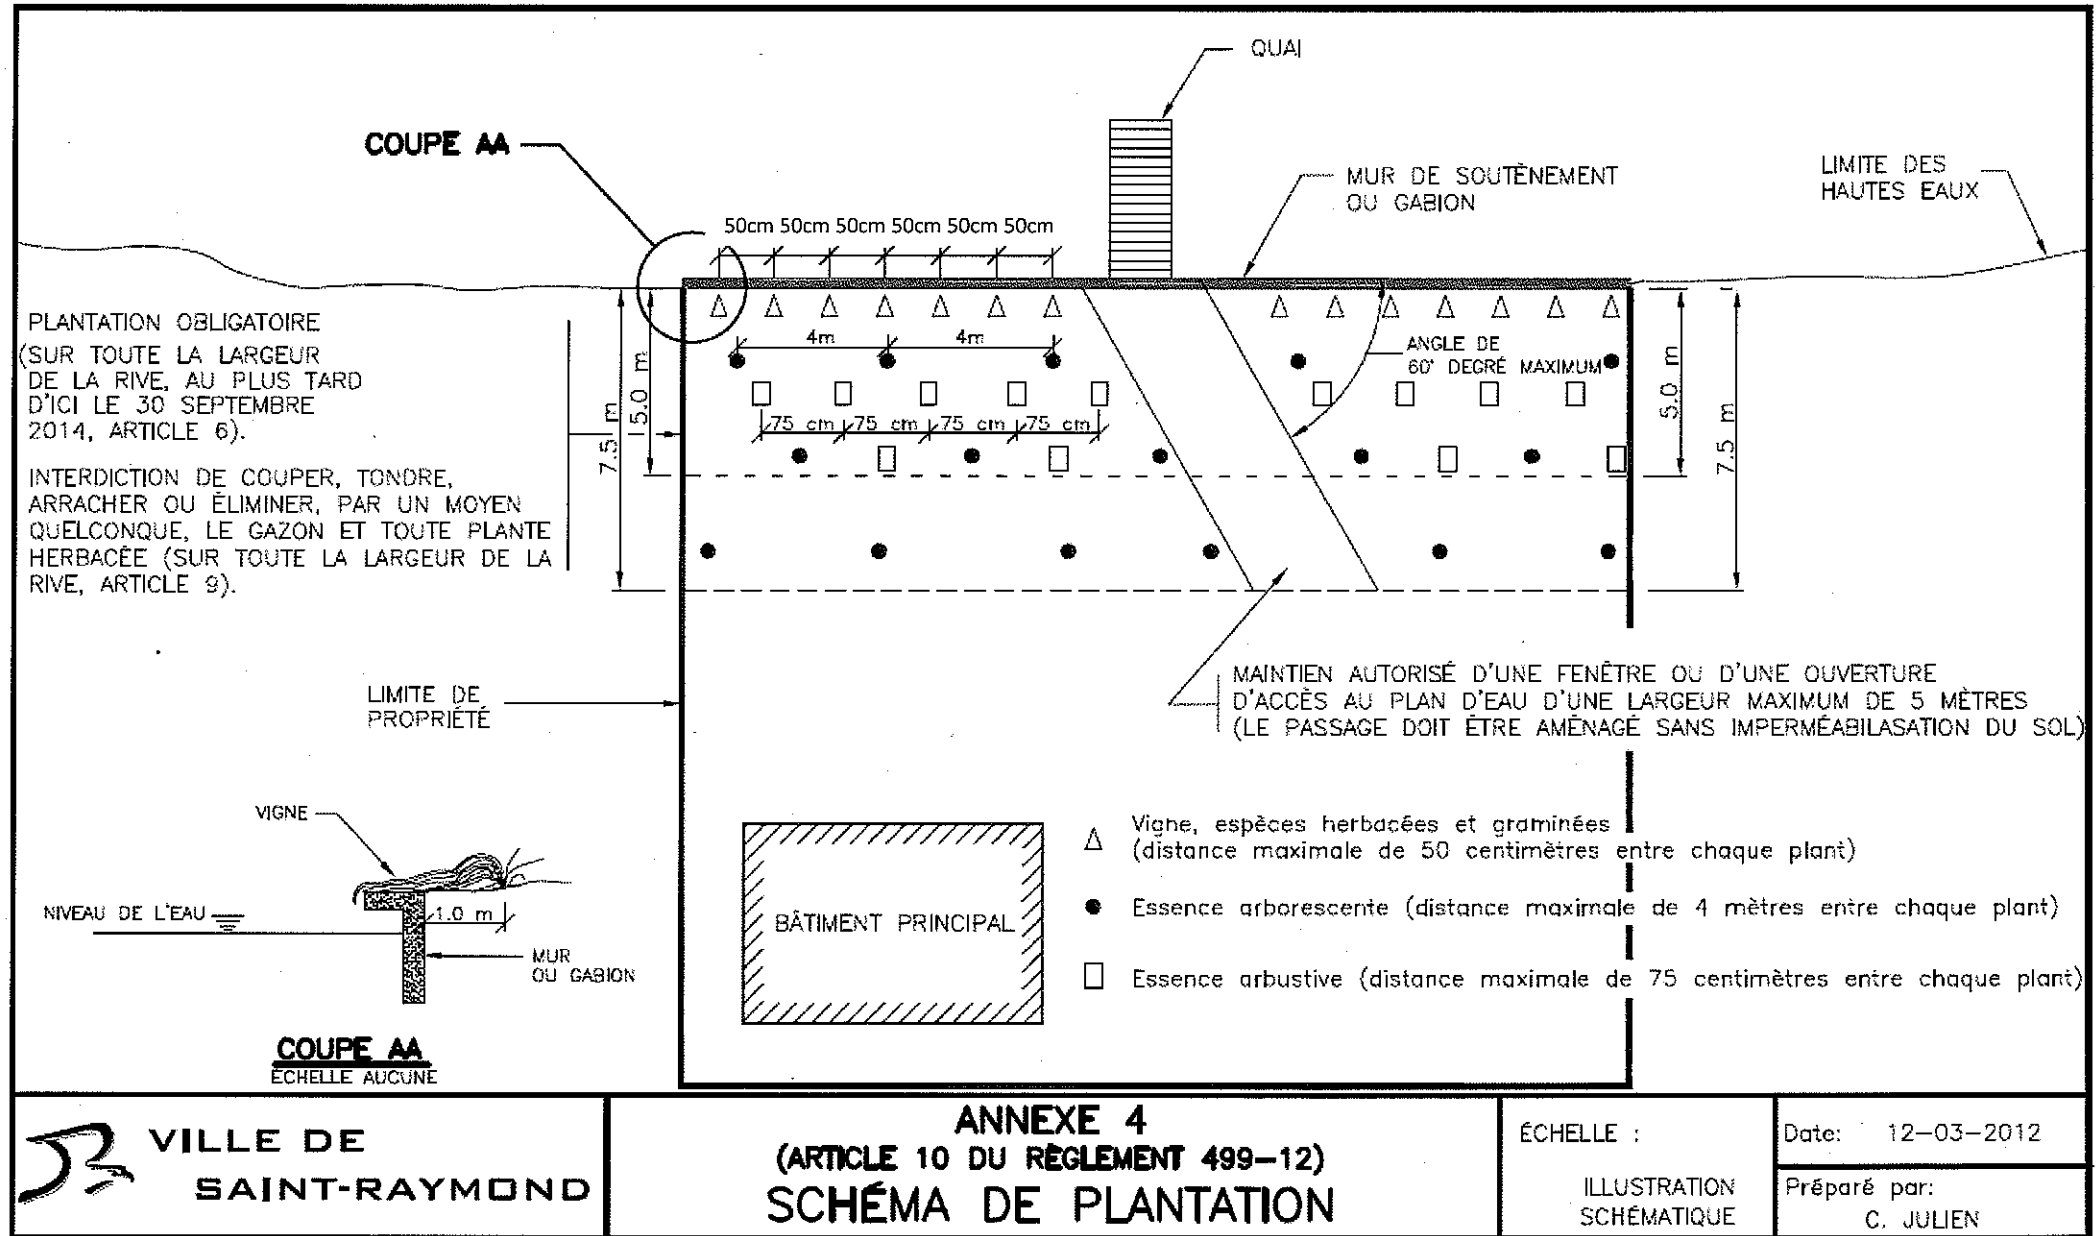 QUAI
COUPE AA
MUR DE SOUTÈNEMENT
OU GABION
LIMITE DES
HAUTES EAUX
50cm 50cm 50cm 50cm 50cm 50cm
PLANTATION OBLIGATOIRE
(SUR TOUTE LA LARGEUR
DE LA RIVE, AU PLUS TARD
D'ICI LE 30 SEPTEMBRE
2014, ARTICLE 6).
INTERDICTION DE COUPER, TONDRE,
ARRACHER OU ÉLIMINER, PAR UN MOYEN
QUELCONQUE, LE GAZON ET TOUTE PLANTE
HERBACÉE (SUR TOUTE LA LARGEUR DE LA
RIVE, ARTICLE 9).
7.5 m
5.0 m
4m 4m
75 cm 75 cm 75 cm 75 cm
ANGLE DE
60° DEGRÉ MAXIMUM
5.0 m
7.5 m
MAINTIEN AUTORISÉ D'UNE FENÊTRE OU D'UNE OUVERTURE
D'ACCÈS AU PLAN D'EAU D'UNE LARGEUR MAXIMUM DE 5 MÈTRES
(LE PASSAGE DOIT ÊTRE AMÉNAGÉ SANS IMPERMÉABILASATION DU SOL)
LIMITE DE
PROPRIÉTÉ
VIGNE
NIVEAU DE L'EAU
1.0 m
MUR
OU GABION
COUPE AA
ÉCHELLE AUCUNE
BÂTIMENT PRINCIPAL
Vigne, espèces herbacées et graminées
(distance maximale de 50 centimètres entre chaque plant)
Essence arborescente (distance maximale de 4 mètres entre chaque plant)
Essence arbustive (distance maximale de 75 centimètres entre chaque plant)
VILLE DE
SAINT-RAYMOND
ANNEXE 4
(ARTICLE 10 DU RÈGLEMENT 499-12)
SCHÉMA DE PLANTATION
ÉCHELLE :
ILLUSTRATION
SCHÉMATIQUE
Date: 12-03-2012
Préparé par:
C. JULIEN